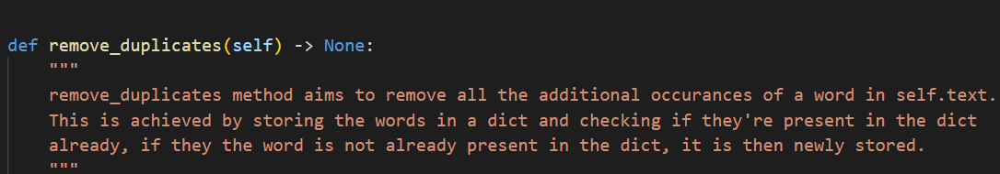 def remove_duplicates(self) -> None:
"""
remove_duplicates method aims to remove all the additional occurances of a word in self.text.
This is achieved by storing the words in a dict and checking if they're present in the dict
already, if they the word is not already present in the dict, it is then newly stored.
"""